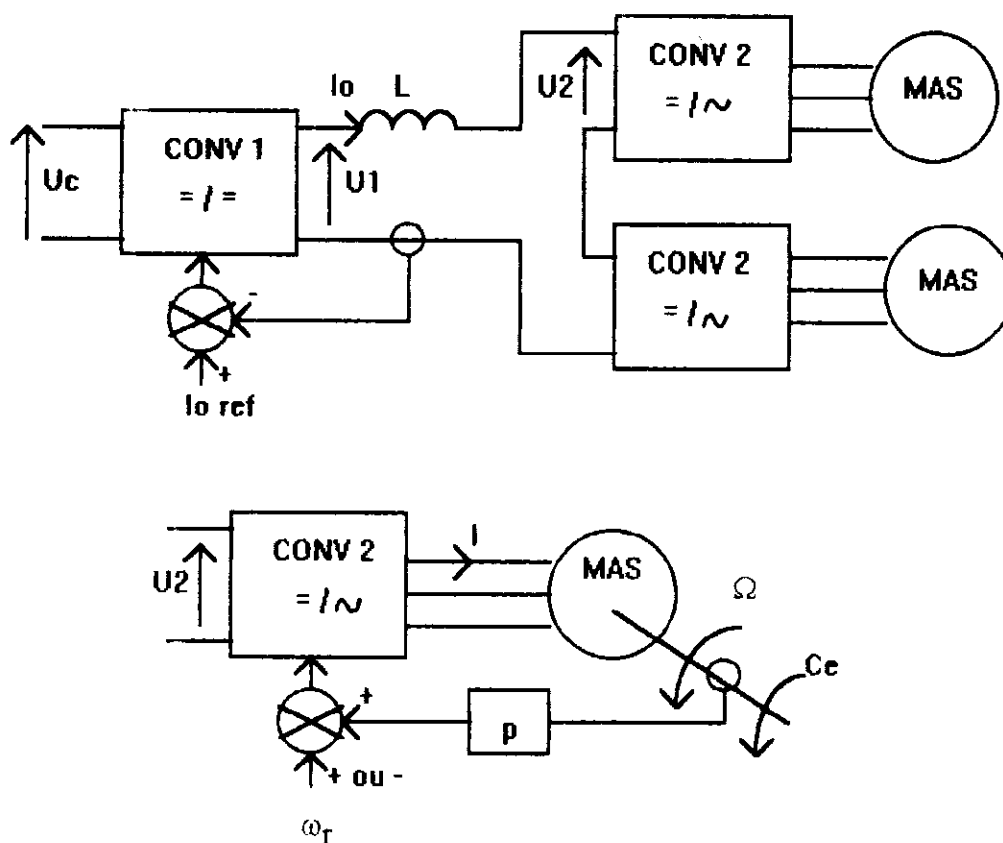 Io L
CONV 2
= / ~
MAS
U2
CONV 1
= / =
Uc
U1
CONV 2
= / ~
MAS
-
+
Io ref
CONV 2
= / ~
I
MAS
U2
Ω
Ce
+
p
+ ou -
ωr